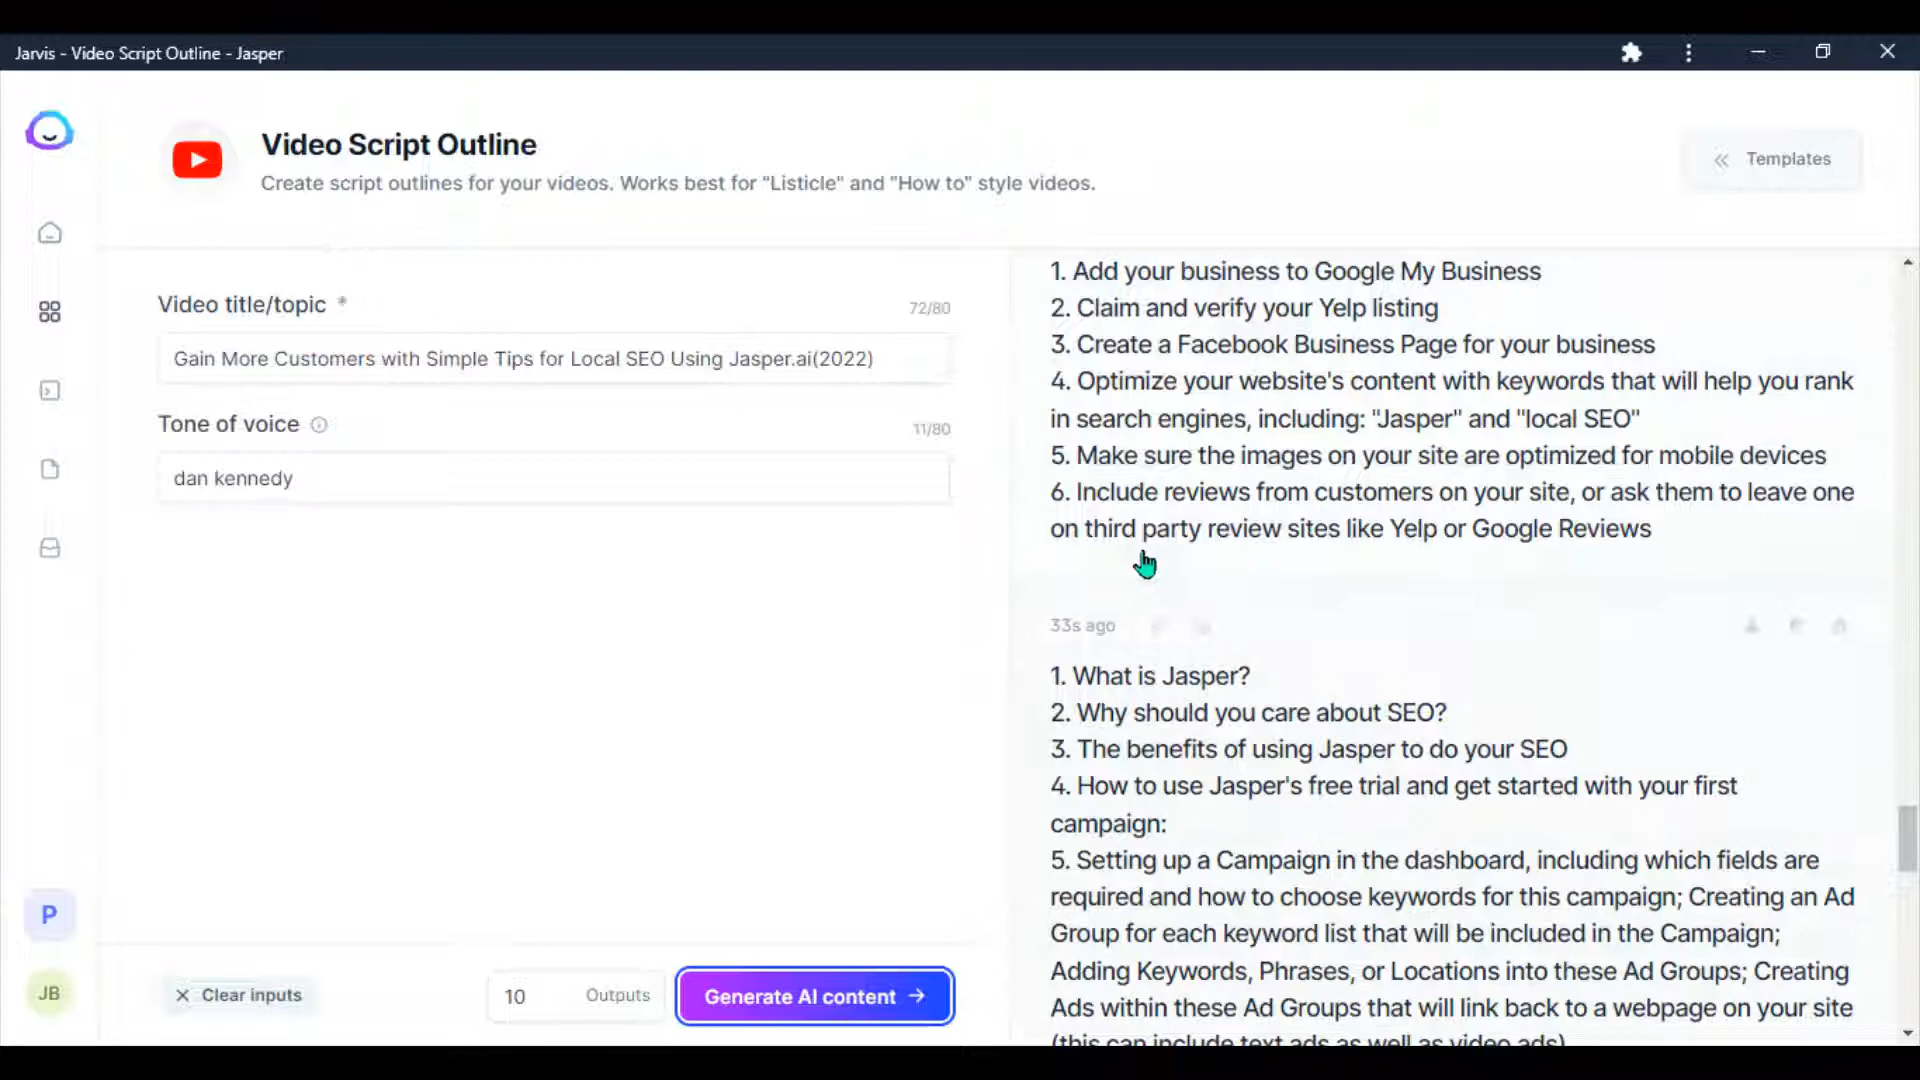 Jarvis - Video Script Outline - Jasper
Video Script Outline
Create script outlines for your videos. Works best for "Listicle" and "How to" style videos.
Templates
Video title/topic *
72/80
Gain More Customers with Simple Tips for Local SEO Using Jasper.ai(2022)
Tone of voice
11/80
dan kennedy
1. Add your business to Google My Business
2. Claim and verify your Yelp listing
3. Create a Facebook Business Page for your business
4. Optimize your website's content with keywords that will help you rank
in search engines, including: "Jasper" and "local SEO"
5. Make sure the images on your site are optimized for mobile devices
6. Include reviews from customers on your site, or ask them to leave one
on third party review sites like Yelp or Google Reviews
33s ago
1. What is Jasper?
2. Why should you care about SEO?
3. The benefits of using Jasper to do your SEO
4. How to use Jasper's free trial and get started with your first
campaign:
5. Setting up a Campaign in the dashboard, including which fields are
required and how to choose keywords for this campaign; Creating an Ad
Group for each keyword list that will be included in the Campaign;
Adding Keywords, Phrases, or Locations into these Ad Groups; Creating
Ads within these Ad Groups that will link back to a webpage on your site
(this can include text ads as well as video ads)
P
JB
Clear inputs
10
Outputs
Generate AI content